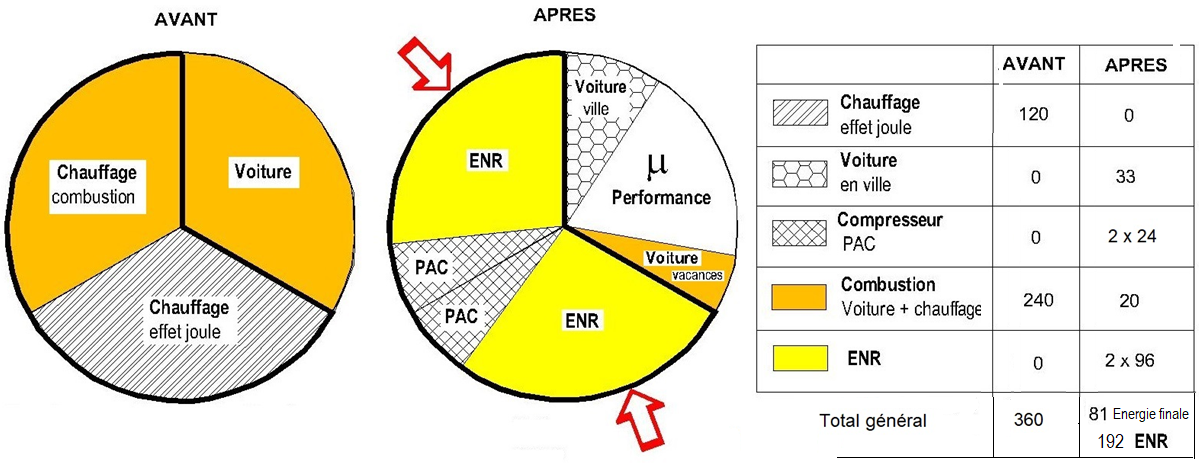 AVANT
Chauffage
combustion
Voiture
Chauffage
effet joule
APRES
Voiture
ville
ENR
μ
Performance
PAC
Voiture
vacances
PAC
ENR
AVANT APRES
Chauffage
effet joule
120 0
Voiture
en ville
0 33
Compresseur
PAC
0 2 x 24
Combustion
Voiture + chauffage
240 20
ENR
0 2 x 96
Total général 360 81 Energie finale
192 ENR